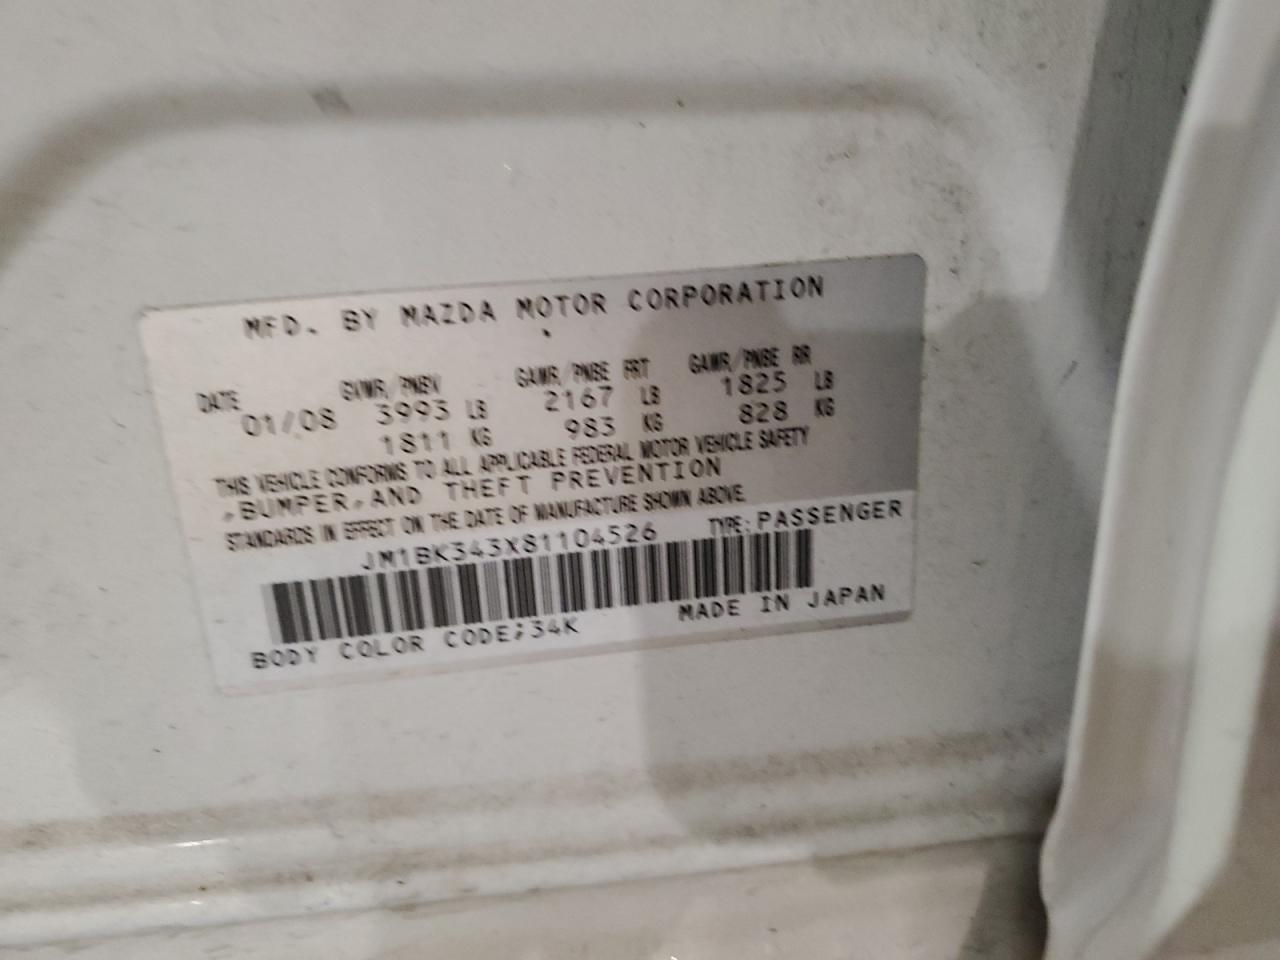 MFD. BY MAZDA MOTOR CORPORATION
DATE GVWR/PNBV GAWR/PNBE FRT GAWR/PNBE RR
01/08 3993 LB 2167 LB 1825 LB
1811 KG 983 KG 828 KG
THIS VEHICLE CONFORMS TO ALL APPLICABLE FEDERAL MOTOR VEHICLE SAFETY
,BUMPER,AND THEFT PREVENTION
STANDARDS IN EFFECT ON THE DATE OF MANUFACTURE SHOWN ABOVE.
JM1BK343X81104526 TYPE:PASSENGER
BODY COLOR CODE;34K MADE IN JAPAN